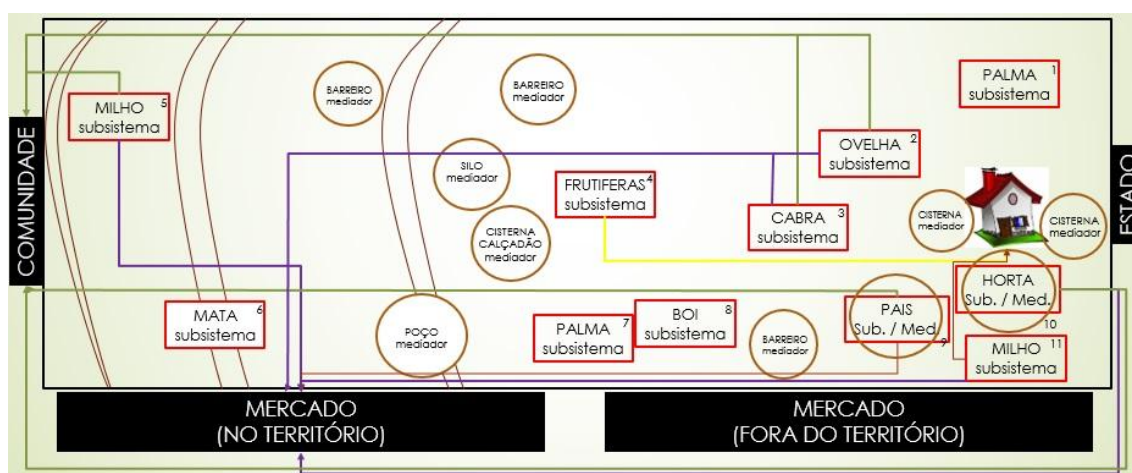 PALMA 1
subsistema
BARREIRO
mediador
BARREIRO
mediador
MILHO 5
subsistema
OVELHA 2
subsistema
SILO
mediador
FRUTIFERAS 4
subsistema
CABRA 3
subsistema
CISTERNA
mediador
CISTERNA
mediador
CISTERNA
CALÇADÃO
mediador
COMUNIDADE
ESTADO
HORTA
Sub. / Med.
10
MATA 6
subsistema
POÇO
mediador
PALMA 7
subsistema
BOI 8
subsistema
BARREIRO
mediador
PAIS
Sub. / Med.
9
MILHO 11
subsistema
MERCADO
(NO TERRITÓRIO)
MERCADO
(FORA DO TERRITÓRIO)